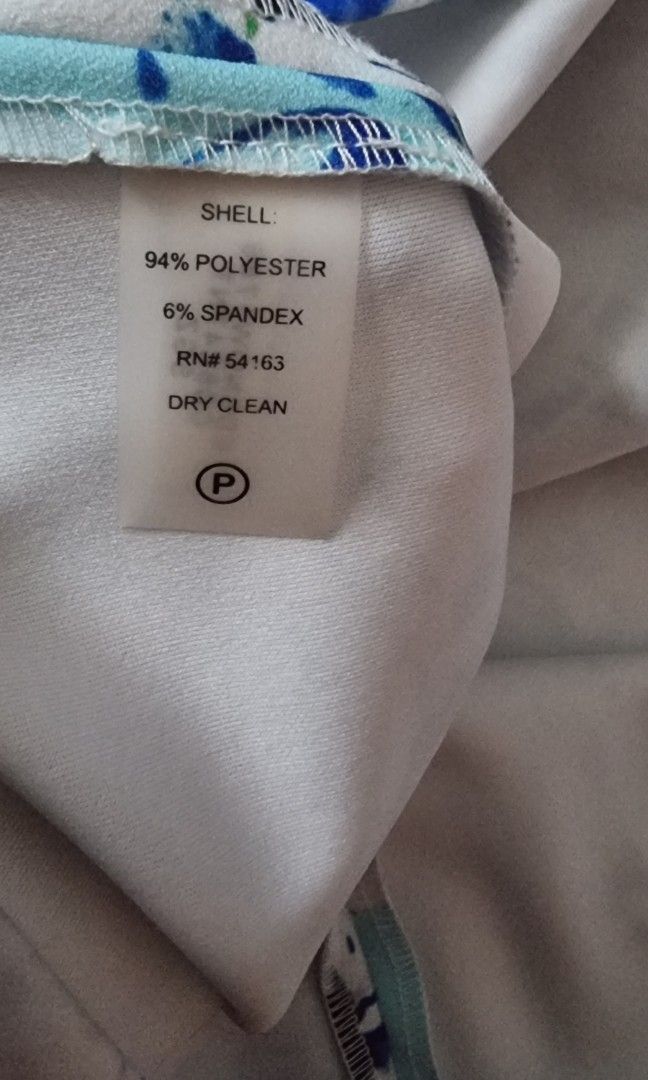 SHELL:
94% POLYESTER
6% SPANDEX
RN# 54163
DRY CLEAN
P